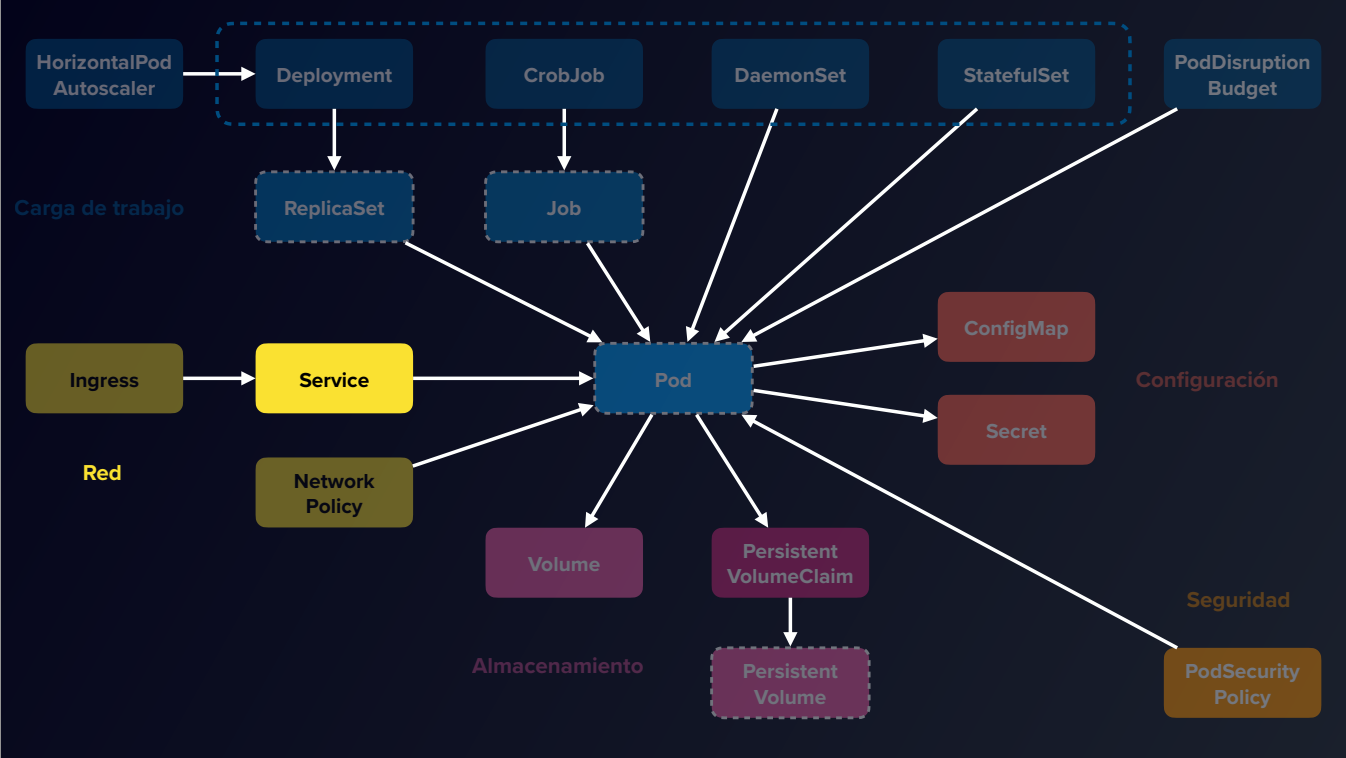 HorizontalPod
Autoscaler
Deployment
CrobJob
DaemonSet
StatefulSet
PodDisruption
Budget
Carga de trabajo
ReplicaSet
Job
Ingress
Service
Pod
ConfigMap
Configuración
Secret
Red
Network
Policy
Volume
Persistent
VolumeClaim
Seguridad
Almacenamiento
Persistent
Volume
PodSecurity
Policy